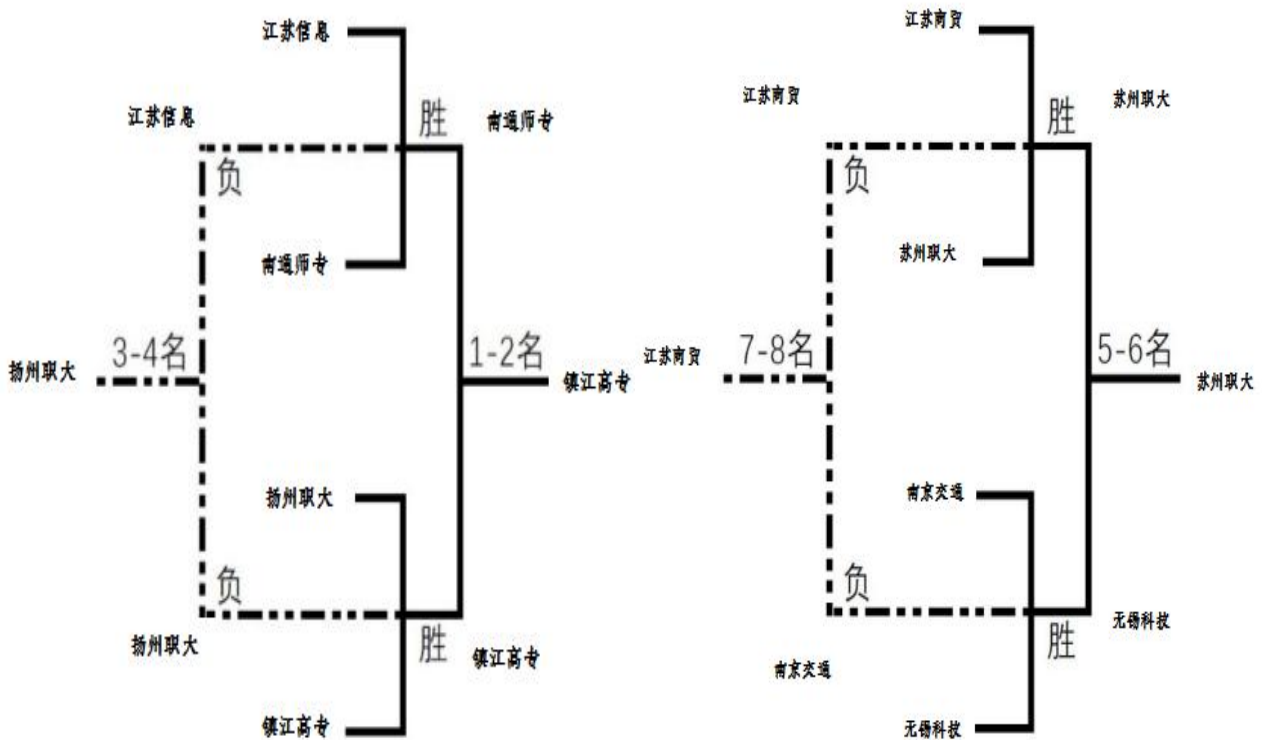 江苏信息
江苏信息
胜
南通师专
负
南通师专
扬州职大
3-4名
1-2名
镇江高专
扬州职大
负
扬州职大
胜
镇江高专
镇江高专
江苏商贸
江苏商贸
胜
苏州职大
负
苏州职大
江苏商贸
7-8名
5-6名
苏州职大
南京交通
负
胜
无锡科技
南京交通
无锡科技